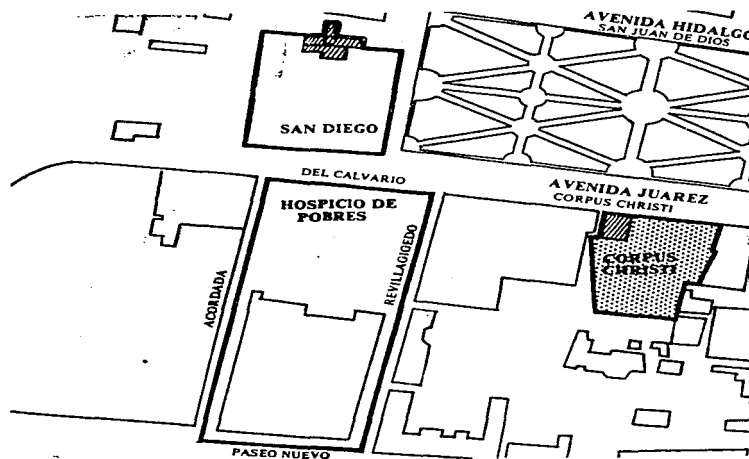 AVENIDA HIDALGO
SAN JUAN DE DIOS
SAN DIEGO
DEL CALVARIO
AVENIDA JUAREZ
CORPUS CHRISTI
HOSPICIO DE
POBRES
CORPUS
CHRISTI
ACORDADA
REVILLAGIGEDO
PASEO NUEVO